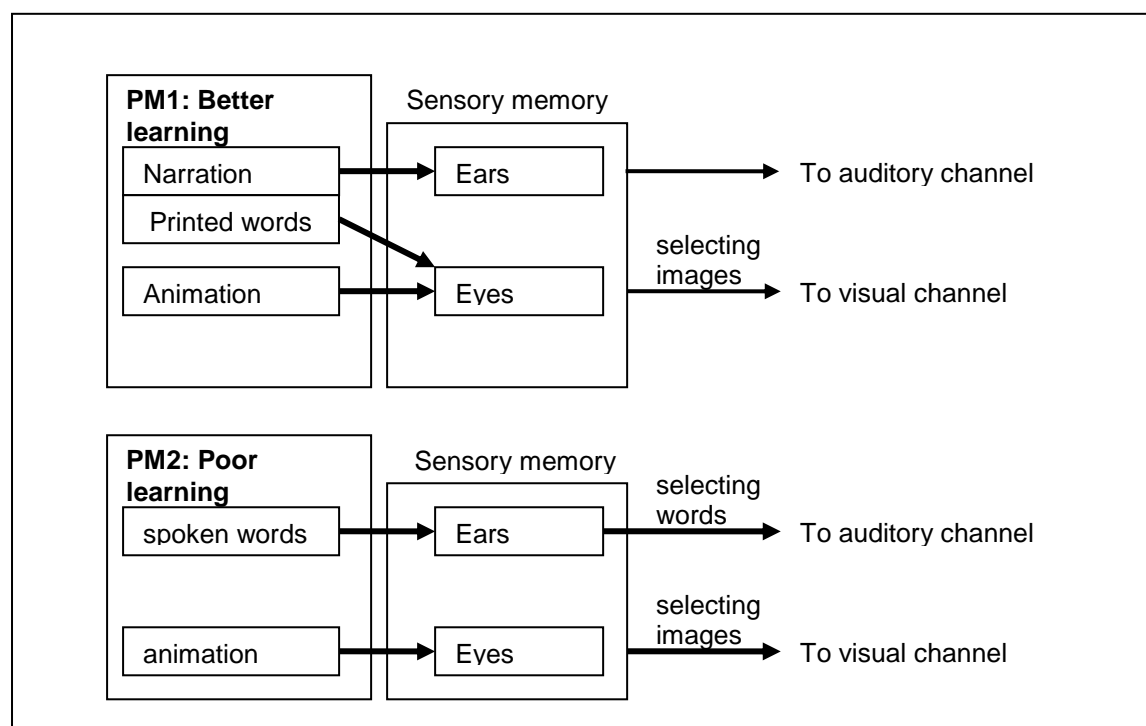 PM1: Better
learning
Sensory memory
Narration
Ears
To auditory channel
Printed words
selecting
images
Animation
Eyes
To visual channel
PM2: Poor
learning
Sensory memory
selecting
words
spoken words
Ears
To auditory channel
selecting
images
animation
Eyes
To visual channel